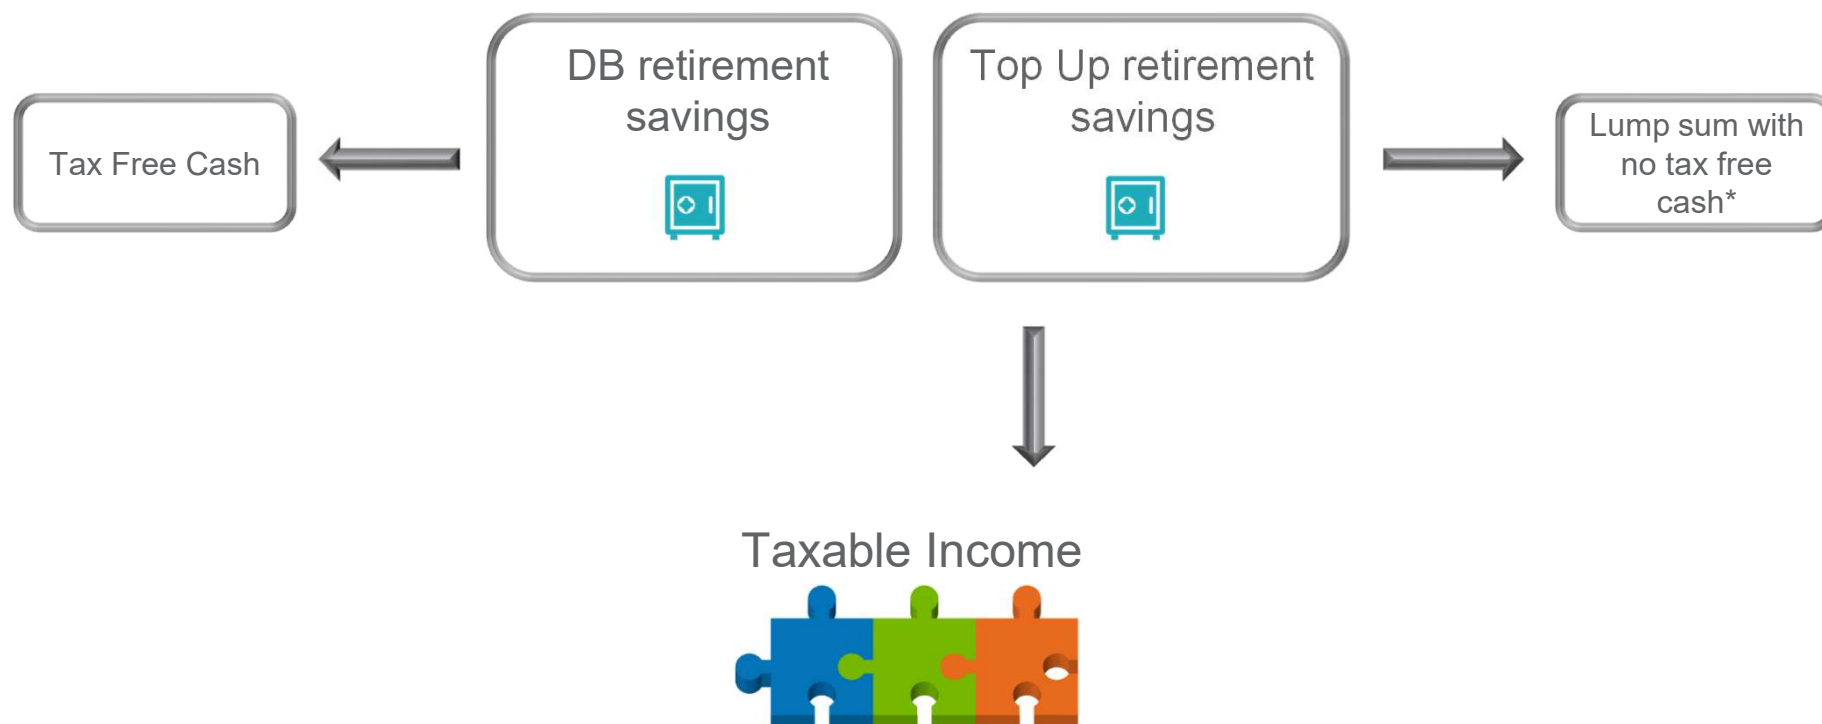 DB retirement
savings
Top Up retirement
savings
Tax Free Cash
Lump sum with
no tax free
cash*
Taxable Income